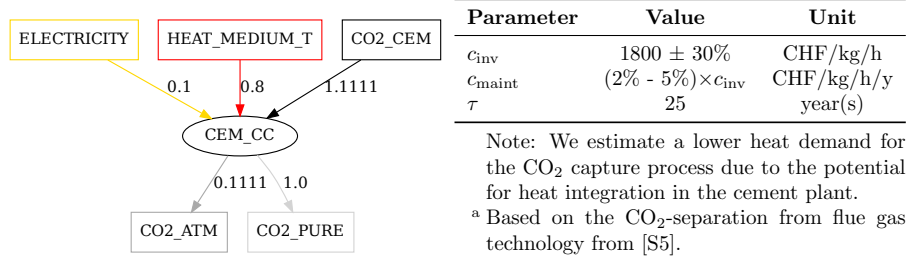 ELECTRICITY HEAT_MEDIUM_T CO2_CEM
0.1 0.8 1.1111
CEM_CC
0.1111 1.0
CO2_ATM CO2_PURE
Parameter Value Unit
c_inv 1800 ± 30% CHF/kg/h
c_maint (2% - 5%)×c_inv CHF/kg/h/y
τ 25 year(s)
Note: We estimate a lower heat demand for
the CO₂ capture process due to the potential
for heat integration in the cement plant.
ᵃ Based on the CO₂-separation from flue gas
technology from [S5].